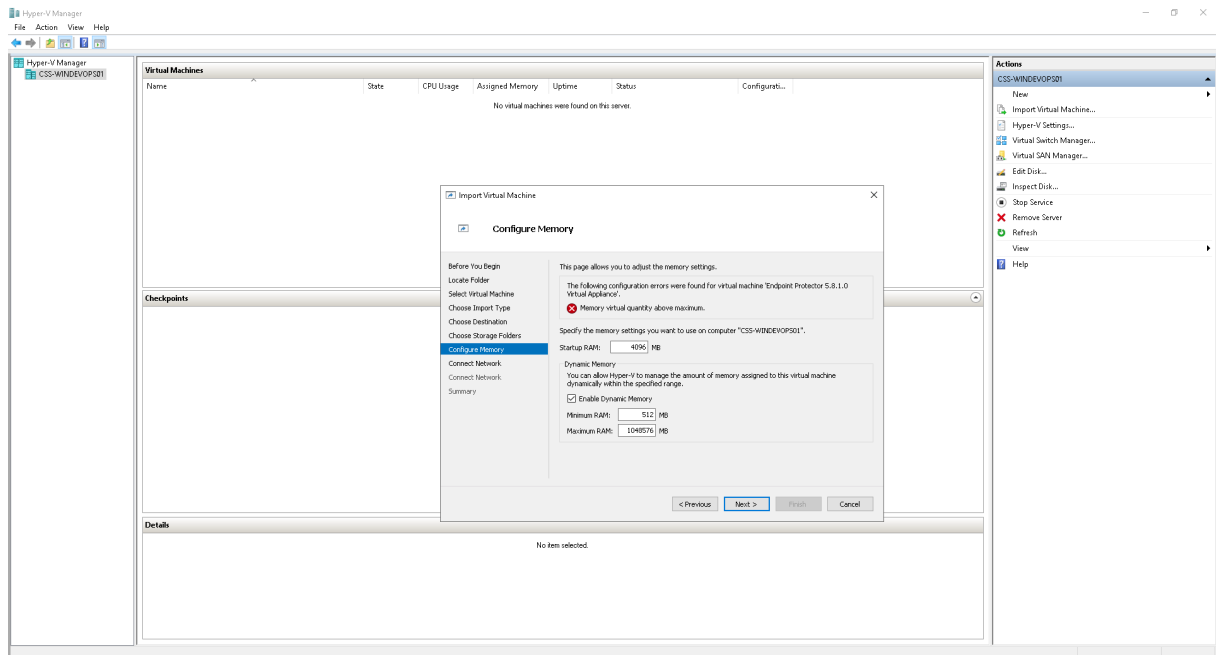 Hyper-V Manager
File Action View Help
Hyper-V Manager
CSS-WINDEVOPS01
Virtual Machines
Name State CPU Usage Assigned Memory Uptime Status Configurati...
No virtual machines were found on this server.
Import Virtual Machine
Configure Memory
Before You Begin
Locate Folder
Select Virtual Machine
Choose Import Type
Choose Destination
Choose Storage Folders
Configure Memory
Connect Network
Connect Network
Summary
This page allows you to adjust the memory settings.
The following configuration errors were found for virtual machine 'Endpoint Protector 5.8.1.0
Virtual Appliance'.
Memory virtual quantity above maximum.
Specify the memory settings you want to use on computer "CSS-WINDEVOPS01".
Startup RAM: 4096 MB
Dynamic Memory
You can allow Hyper-V to manage the amount of memory assigned to this virtual machine
dynamically within the specified range.
Enable Dynamic Memory
Minimum RAM: 512 MB
Maximum RAM: 1048576 MB
< Previous Next > Finish Cancel
Checkpoints
Details
No item selected.
Actions
CSS-WINDEVOPS01
New
Import Virtual Machine...
Hyper-V Settings...
Virtual Switch Manager...
Virtual SAN Manager...
Edit Disk...
Inspect Disk...
Stop Service
Remove Server
Refresh
View
Help